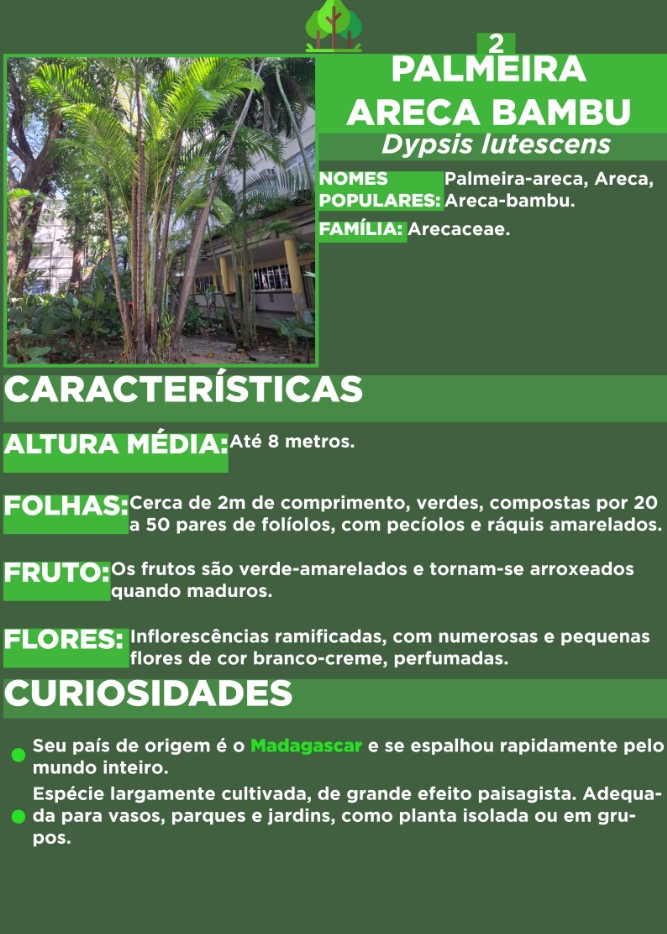 2
PALMEIRA
ARECA BAMBU
Dypsis lutescens
NOMES POPULARES: Palmeira-areca, Areca,
Areca-bambu.
FAMÍLIA: Arecaceae.
CARACTERÍSTICAS
ALTURA MÉDIA: Até 8 metros.
FOLHAS: Cerca de 2m de comprimento, verdes, compostas por 20
a 50 pares de folíolos, com pecíolos e ráquis amarelados.
FRUTO: Os frutos são verde-amarelados e tornam-se arroxeados
quando maduros.
FLORES: Inflorescências ramificadas, com numerosas e pequenas
flores de cor branco-creme, perfumadas.
CURIOSIDADES
Seu país de origem é o Madagascar e se espalhou rapidamente pelo
mundo inteiro.
Espécie largamente cultivada, de grande efeito paisagista. Adequa-
da para vasos, parques e jardins, como planta isolada ou em gru-
pos.